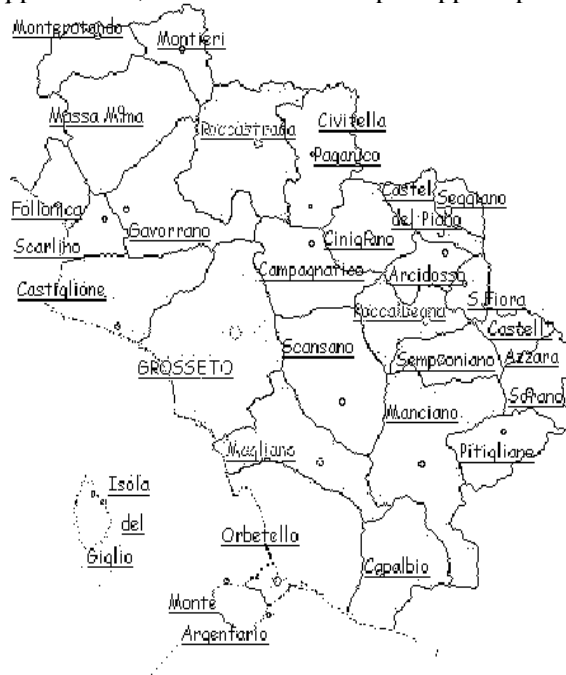 Monterotondo
Montieri
Massa M.ma
Roccastrada
Civitella
Paganico
Follonica
Gavorrano
Scarlino
Castiglione
Castel
del Piano
Seggiano
Cinigiano
Campagnatico
Arcidosso
S.Fiora
Roccalbegna
Castell
Azzara
GROSSETO
Scansano
Semproniano
Sorano
Manciano
Pitigliano
Magliano
Isola
del
Giglio
Orbetello
Capalbio
Monte
Argentario